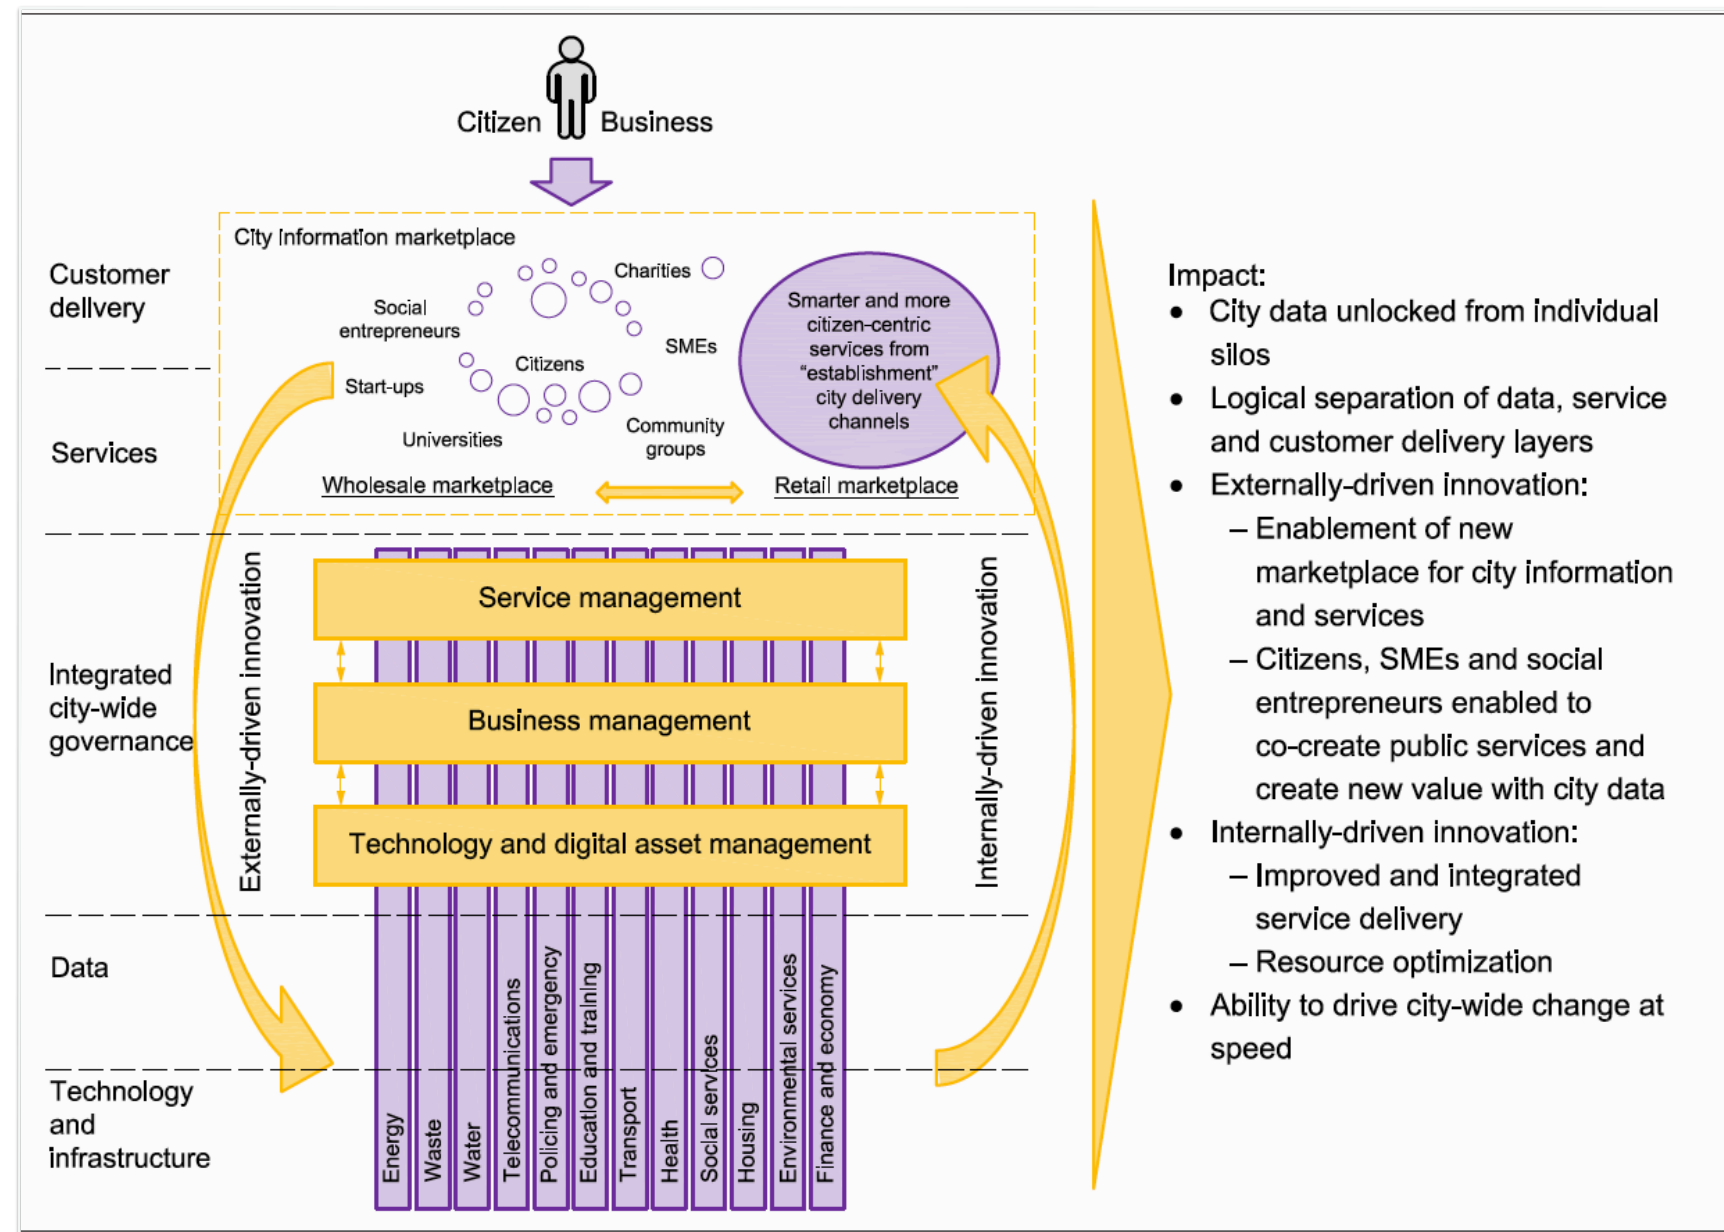 Citizen Business
City information marketplace
Customer
delivery
Charities
Social
entrepreneurs
SMEs
Citizens
Start-ups
Universities
Community
groups
Smarter and more
citizen-centric
services from
“establishment”
city delivery
channels
Services
Wholesale marketplace
Retail marketplace
Integrated
city-wide
governance
Externally-driven innovation
Service management
Business management
Technology and digital asset management
Internally-driven innovation
Data
Technology
and
infrastructure
Energy
Waste
Water
Telecommunications
Policing and emergency
Education and training
Transport
Health
Social services
Housing
Environmental services
Finance and economy
Impact:
• City data unlocked from individual
silos
• Logical separation of data, service
and customer delivery layers
• Externally-driven innovation:
– Enablement of new
marketplace for city information
and services
– Citizens, SMEs and social
entrepreneurs enabled to
co-create public services and
create new value with city data
• Internally-driven innovation:
– Improved and integrated
service delivery
– Resource optimization
• Ability to drive city-wide change at
speed